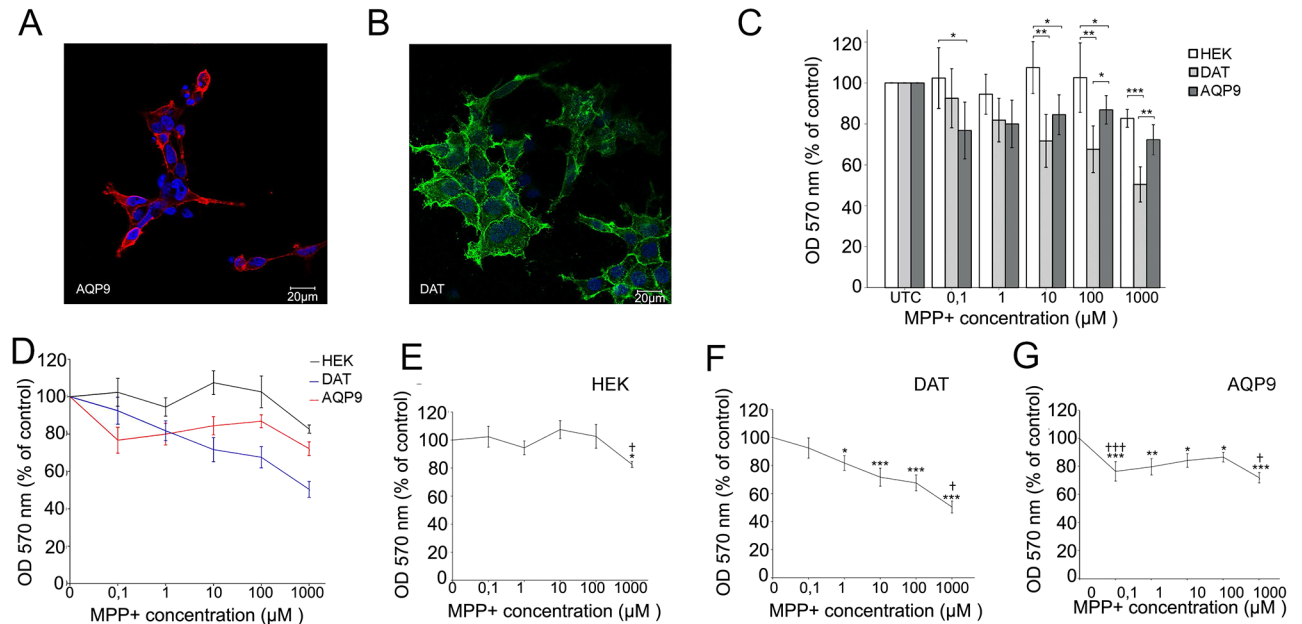 A
AQP9
20µm
B
DAT
20µm
C
OD 570 nm (% of control)
120
100
80
60
40
20
0
* ** * ** * * *** **
UTC 0,1 1 10 100 1000
MPP+ concentration (µM )
HEK
DAT
AQP9
D
OD 570 nm (% of control)
120
100
80
60
40
20
0
0 0,1 1 10 100 1000
MPP+ concentration (µM )
HEK
DAT
AQP9
E
HEK
OD 570 nm (% of control)
120
100
80
60
40
20
0
†
*
0 0,1 1 10 100 1000
MPP+ concentration (µM )
F
DAT
OD 570 nm (% of control)
120
100
80
60
40
20
0
†
* *** *** ***
0 0,1 1 10 100 1000
MPP+ concentration (µM )
G
AQP9
OD 570 nm (% of control)
120
100
80
60
40
20
0
††† †
*** ** * * ***
0 0,1 1 10 100 1000
MPP+ concentration (µM )